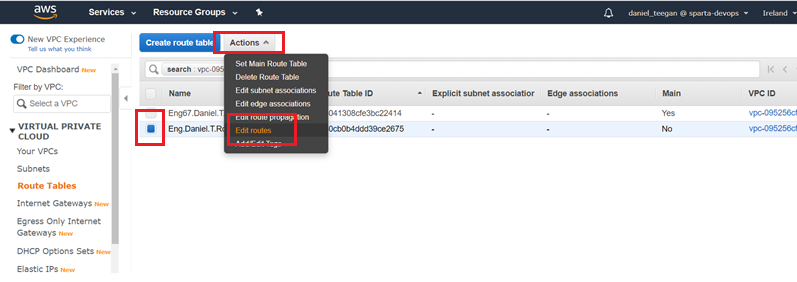 aws
Services
Resource Groups
daniel_teegan @ sparta-devops
Ireland
New VPC Experience
Tell us what you think
VPC Dashboard New
Filter by VPC:
Select a VPC
VIRTUAL PRIVATE
CLOUD
Your VPCs
Subnets
Route Tables
Internet Gateways New
Egress Only Internet
Gateways New
DHCP Options Sets New
Elastic IPs New
Create route table
Actions
search : vpc-095
Set Main Route Table
Delete Route Table
Edit subnet associations
Edit edge associations
Edit route propagation
Edit routes
Add/Edit Tags
Name
Route Table ID
Explicit subnet associator
Edge associations
Main
VPC ID
Eng67.Daniel.T
041308cfe3bc22414
-
-
Yes
vpc-095256cf
Eng.Daniel.T.Ro
0cb0b4ddd39ce2675
-
-
No
vpc-095256cf